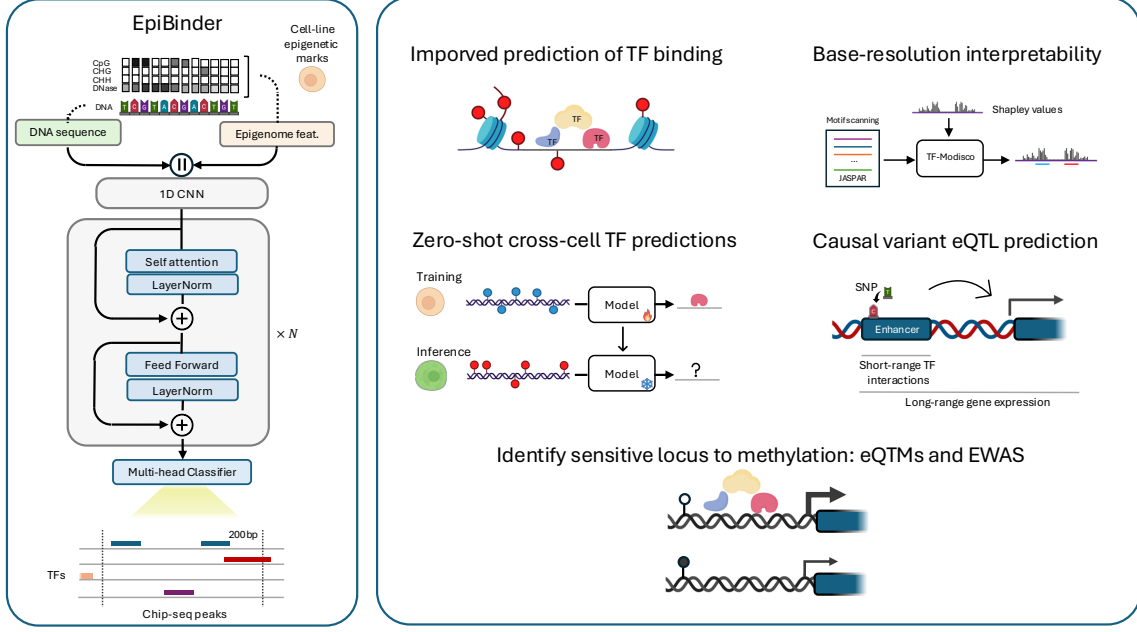 EpiBinder
Cell-line
epigenetic
marks
CpG
CHG
CHH
DNase
DNA
T C G T A C G A C T G T
DNA sequence
Epigenome feat.
1D CNN
Self attention
LayerNorm
× N
Feed Forward
LayerNorm
Multi-head Classifier
200bp
TFs
Chip-seq peaks
Imporved prediction of TF binding
TF
TF
TF
Base-resolution interpretability
Shapley values
Motif scanning
...
JASPAR
TF-Modisco
Zero-shot cross-cell TF predictions
Training
Model
Inference
Model
?
Causal variant eQTL prediction
SNP
T
C
Enhancer
Short-range TF
interactions
Long-range gene expression
Identify sensitive locus to methylation: eQTMs and EWAS